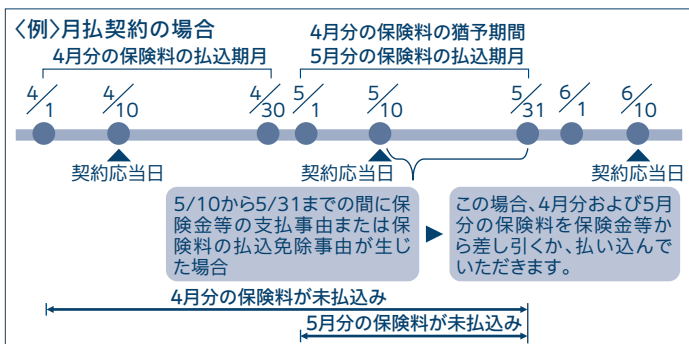 〈例〉月払契約の場合
4月分の保険料の払込期月
4月分の保険料の猶予期間
5月分の保険料の払込期月
4/1 4/10 4/30 5/1 5/10 5/31 6/1 6/10
契約応当日 契約応当日 契約応当日
5/10から5/31までの間に保
険金等の支払事由または保
険料の払込免除事由が生じ
た場合
この場合、4月分および5月
分の保険料を保険金等か
ら差し引くか、払い込んで
いただきます。
4月分の保険料が未払込み
5月分の保険料が未払込み